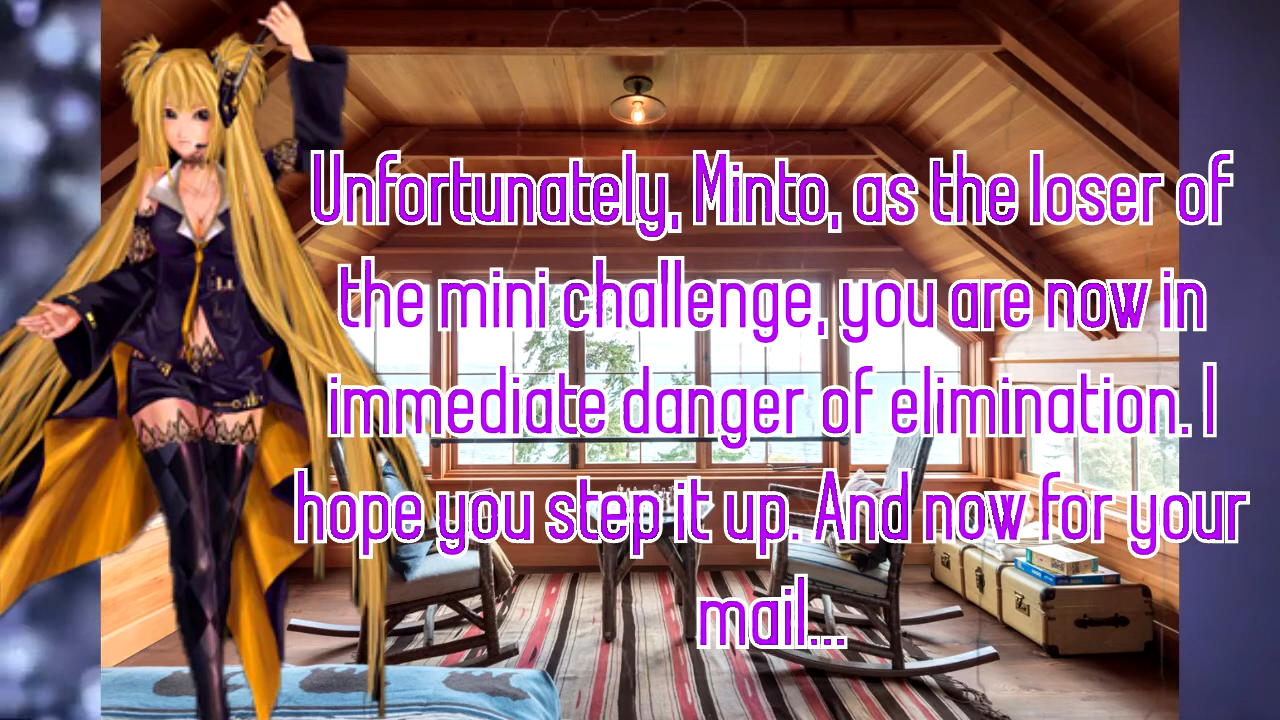 Unfortunately, Minto, as the loser of
the mini challenge, you are now in
immediate danger of elimination. I
hope you step it up. And now for your
mail...